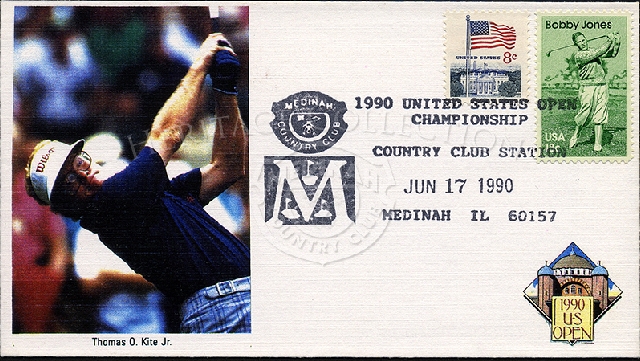 Bobby Jones
UNITED STATES
8c
USA
MEDINAH
COUNTRY CLUB
1990 UNITED STATES OPEN
CHAMPIONSHIP
COUNTRY CLUB STATION
M
JUN 17 1990
MEDINAH IL 60157
1990
US
OPEN
Thomas O. Kite Jr.